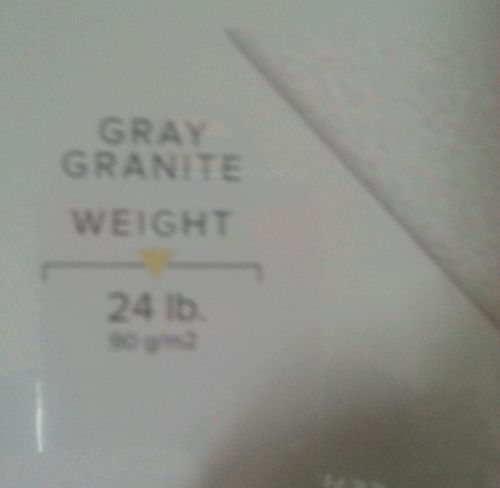 GRAY
GRANITE
WEIGHT
24 lb.
90 g/m2